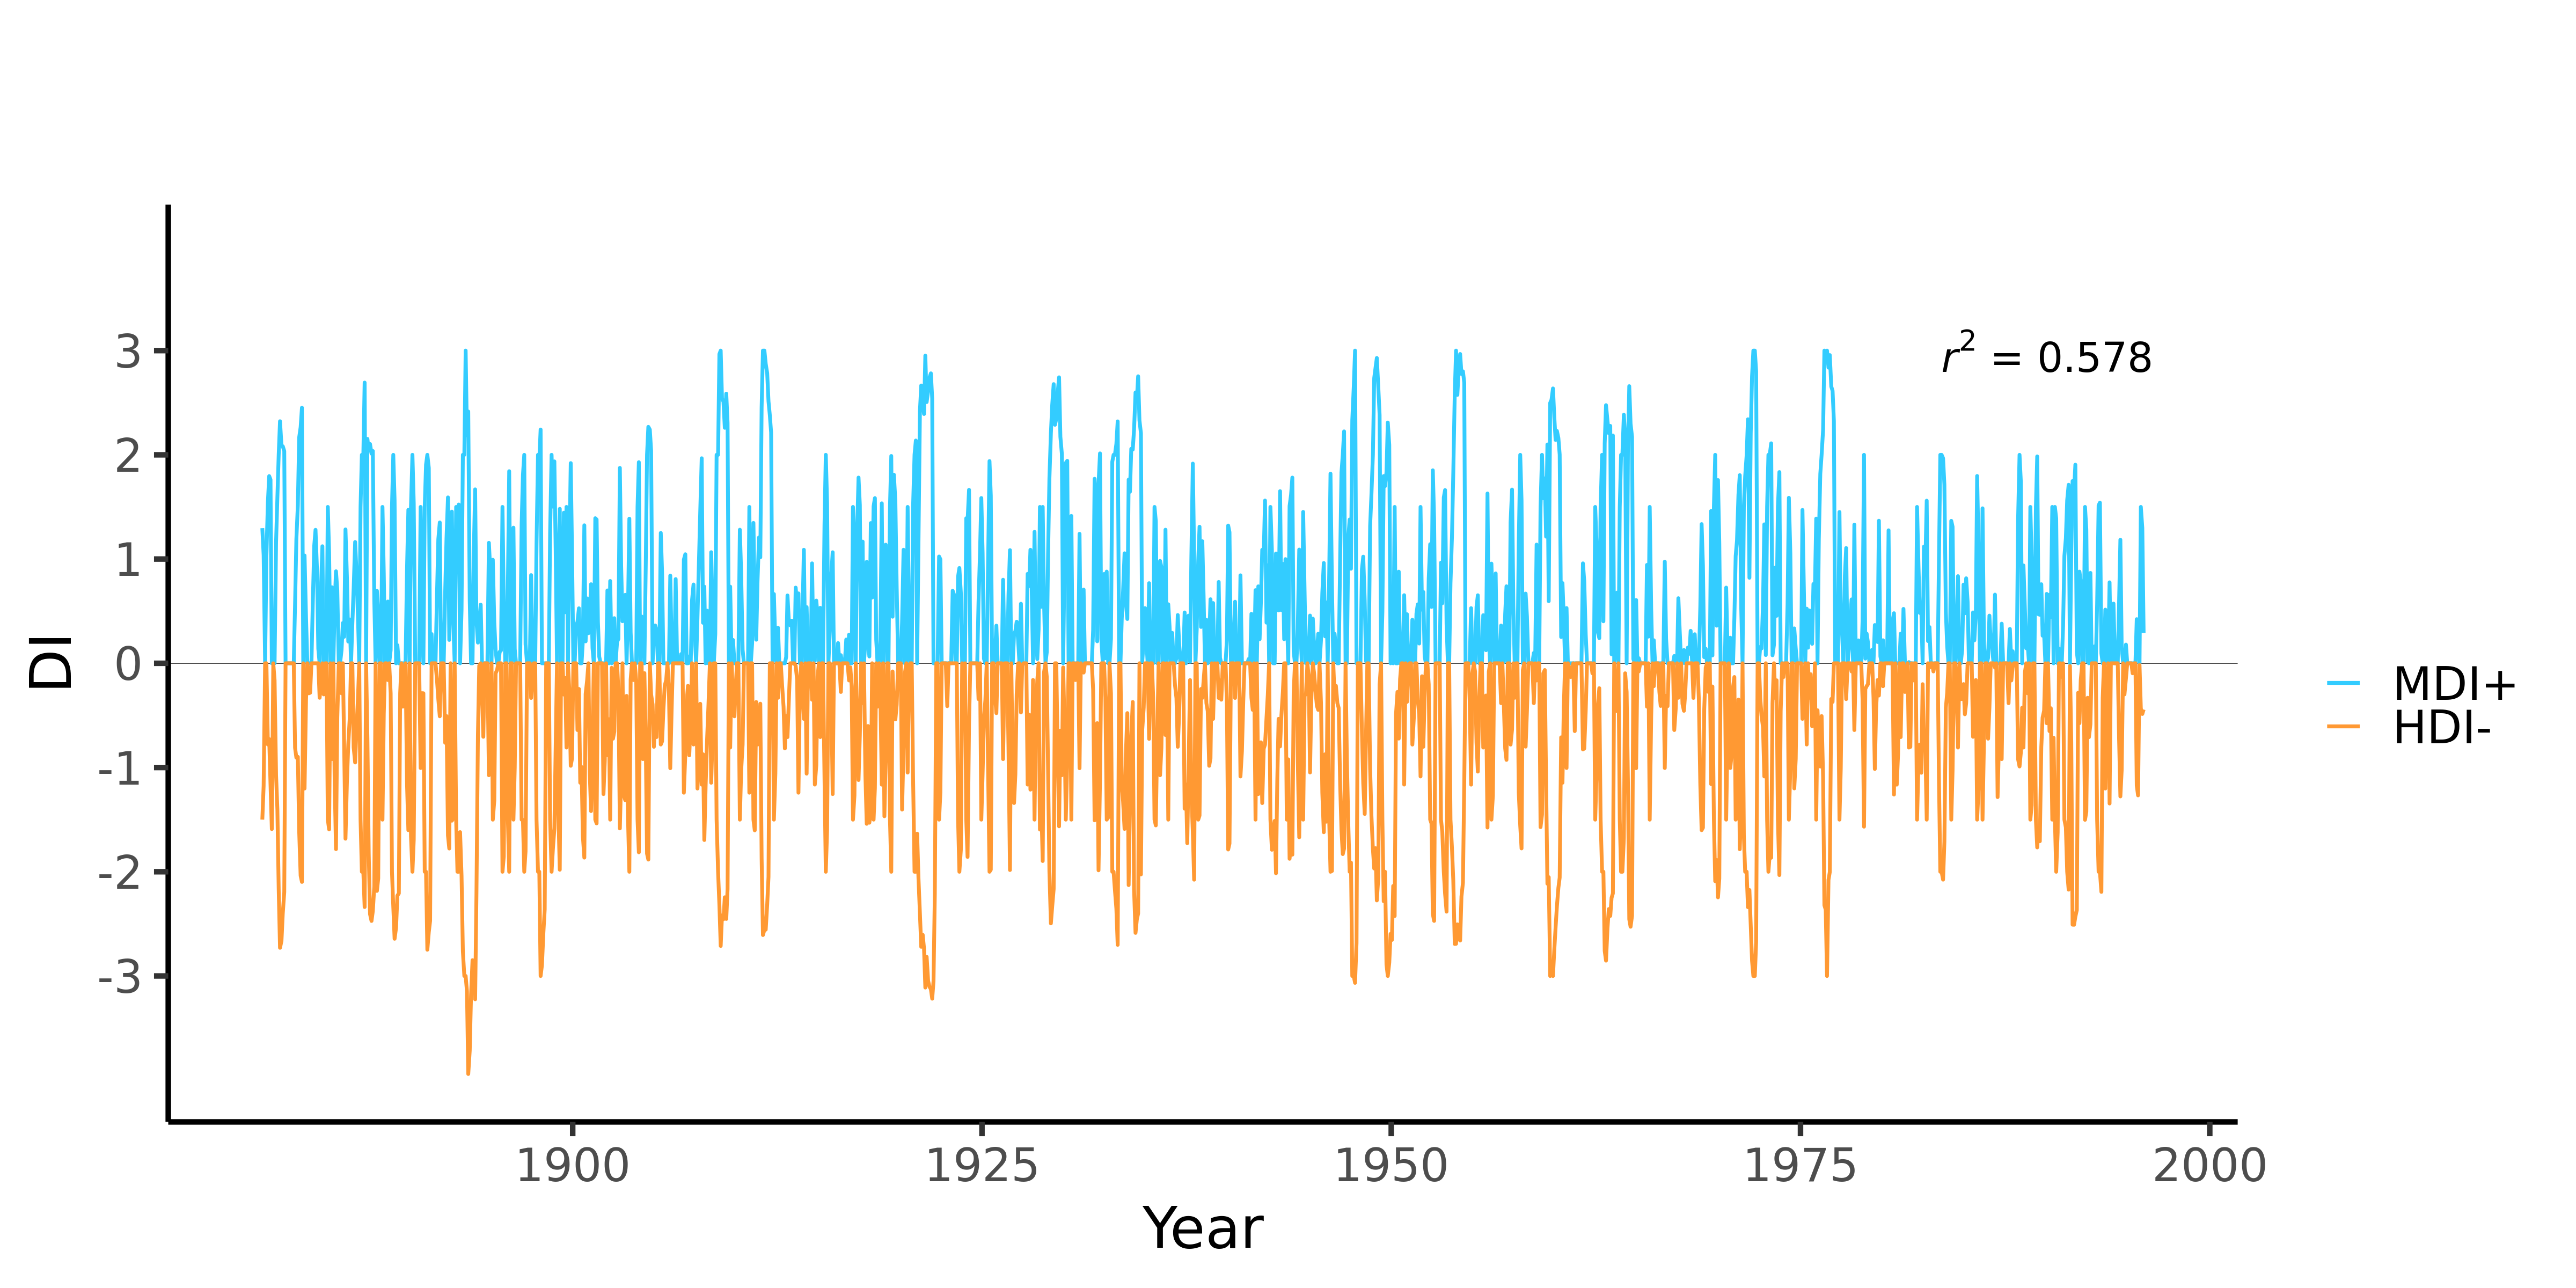 DI
3
2
1
0
-1
-2
-3
r² = 0.578
MDI+
HDI-
1900 1925 1950 1975 2000
Year